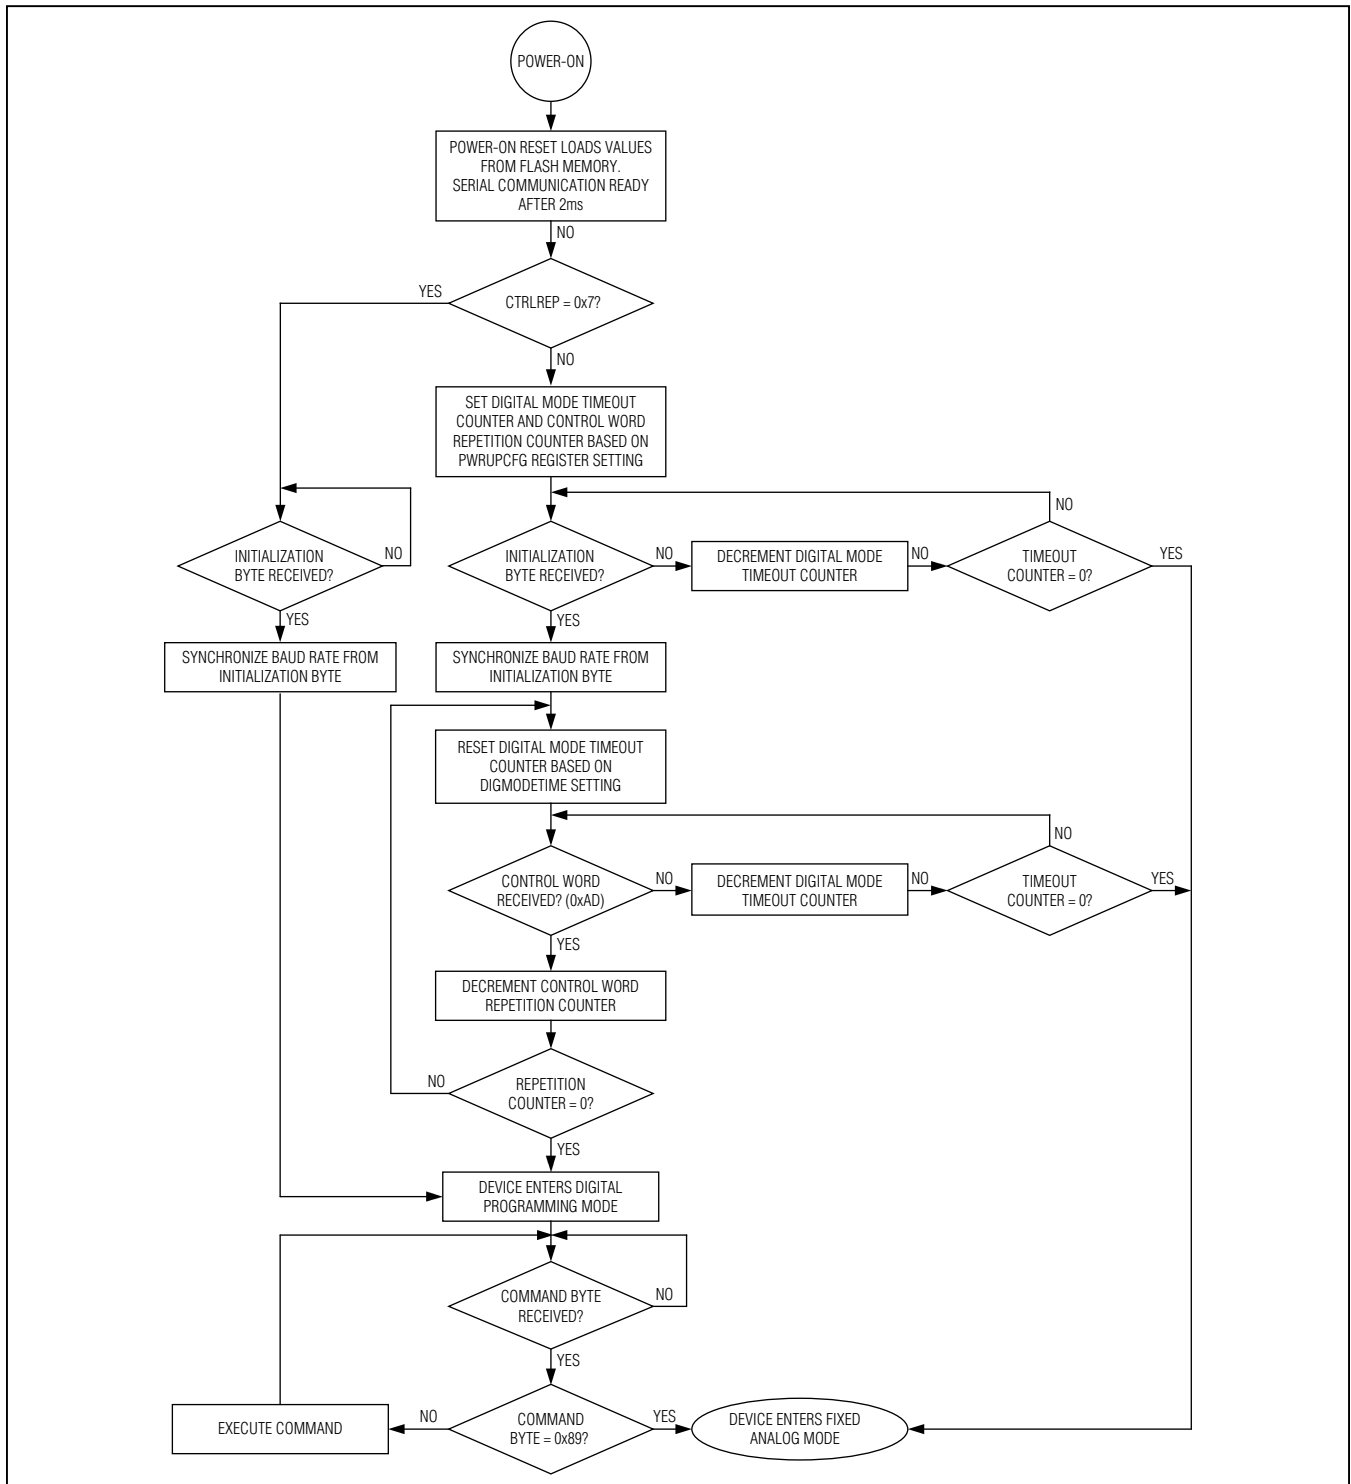 POWER-ON
POWER-ON RESET LOADS VALUES
FROM FLASH MEMORY.
SERIAL COMMUNICATION READY
AFTER 2ms
NO
YES
CTRLREP = 0x7?
NO
SET DIGITAL MODE TIMEOUT
COUNTER AND CONTROL WORD
REPETITION COUNTER BASED ON
PWRUPCFG REGISTER SETTING
NO
INITIALIZATION
BYTE RECEIVED?
NO
INITIALIZATION
BYTE RECEIVED?
NO
DECREMENT DIGITAL MODE
TIMEOUT COUNTER
NO
TIMEOUT
COUNTER = 0?
YES
YES
YES
SYNCHRONIZE BAUD RATE FROM
INITIALIZATION BYTE
SYNCHRONIZE BAUD RATE FROM
INITIALIZATION BYTE
RESET DIGITAL MODE TIMEOUT
COUNTER BASED ON
DIGMODETIME SETTING
NO
CONTROL WORD
RECEIVED? (0xAD)
NO
DECREMENT DIGITAL MODE
TIMEOUT COUNTER
NO
TIMEOUT
COUNTER = 0?
YES
YES
DECREMENT CONTROL WORD
REPETITION COUNTER
NO
REPETITION
COUNTER = 0?
YES
DEVICE ENTERS DIGITAL
PROGRAMMING MODE
COMMAND BYTE
RECEIVED?
NO
YES
EXECUTE COMMAND
NO
COMMAND
BYTE = 0x89?
YES
DEVICE ENTERS FIXED
ANALOG MODE